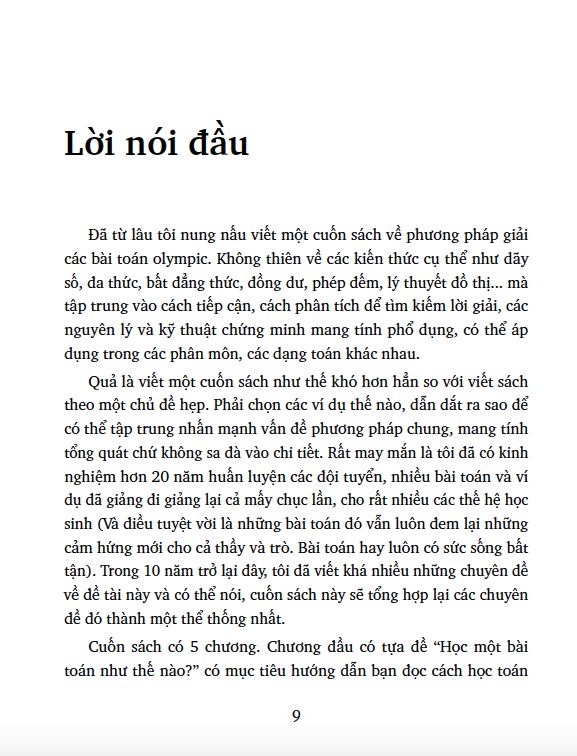 Lời nói đầu
Đã từ lâu tôi nung nấu viết một cuốn sách về phương pháp giải
các bài toán olympic. Không thiên về các kiến thức cụ thể như dãy
số, đa thức, bất đẳng thức, đồng dư, phép đếm, lý thuyết đồ thị... mà
tập trung vào cách tiếp cận, cách phân tích để tìm kiếm lời giải, các
nguyên lý và kỹ thuật chứng minh mang tính phổ dụng, có thể áp
dụng trong các phân môn, các dạng toán khác nhau.
Quả là viết một cuốn sách như thế khó hơn hẳn so với viết sách
theo một chủ đề hẹp. Phải chọn các ví dụ thế nào, dẫn dắt ra sao để
có thể tập trung nhấn mạnh vấn đề phương pháp chung, mang tính
tổng quát chứ không sa đà vào chi tiết. Rất may mắn là tôi đã có kinh
nghiệm hơn 20 năm huấn luyện các đội tuyển, nhiều bài toán và ví
dụ đã giảng đi giảng lại cả mấy chục lần, cho rất nhiều các thế hệ học
sinh (Và điều tuyệt vời là những bài toán đó vẫn luôn đem lại những
cảm hứng mới cho cả thầy và trò. Bài toán hay luôn có sức sống bất
tận). Trong 10 năm trở lại đây, tôi đã viết khá nhiều những chuyên đề
về đề tài này và có thể nói, cuốn sách này sẽ tổng hợp lại các chuyên
đề đó thành một thể thống nhất.
Cuốn sách có 5 chương. Chương đầu có tựa đề “Học một bài
toán như thế nào?” có mục tiêu hướng dẫn bạn đọc cách học toán
9